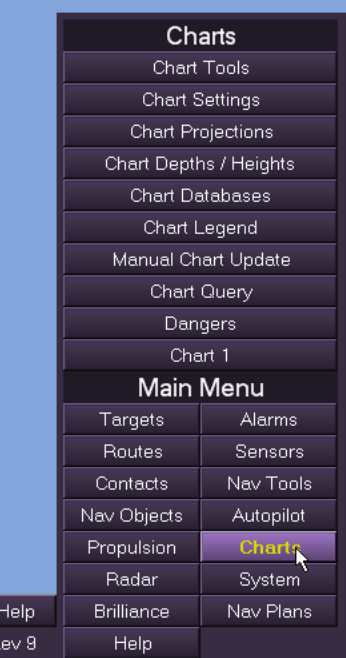 Charts
Chart Tools
Chart Settings
Chart Projections
Chart Depths / Heights
Chart Databases
Chart Legend
Manual Chart Update
Chart Query
Dangers
Chart 1
Main Menu
Targets Alarms
Routes Sensors
Contacts Nav Tools
Nav Objects Autopilot
Propulsion Charts
Radar System
Help Brilliance Nav Plans
ev 9 Help